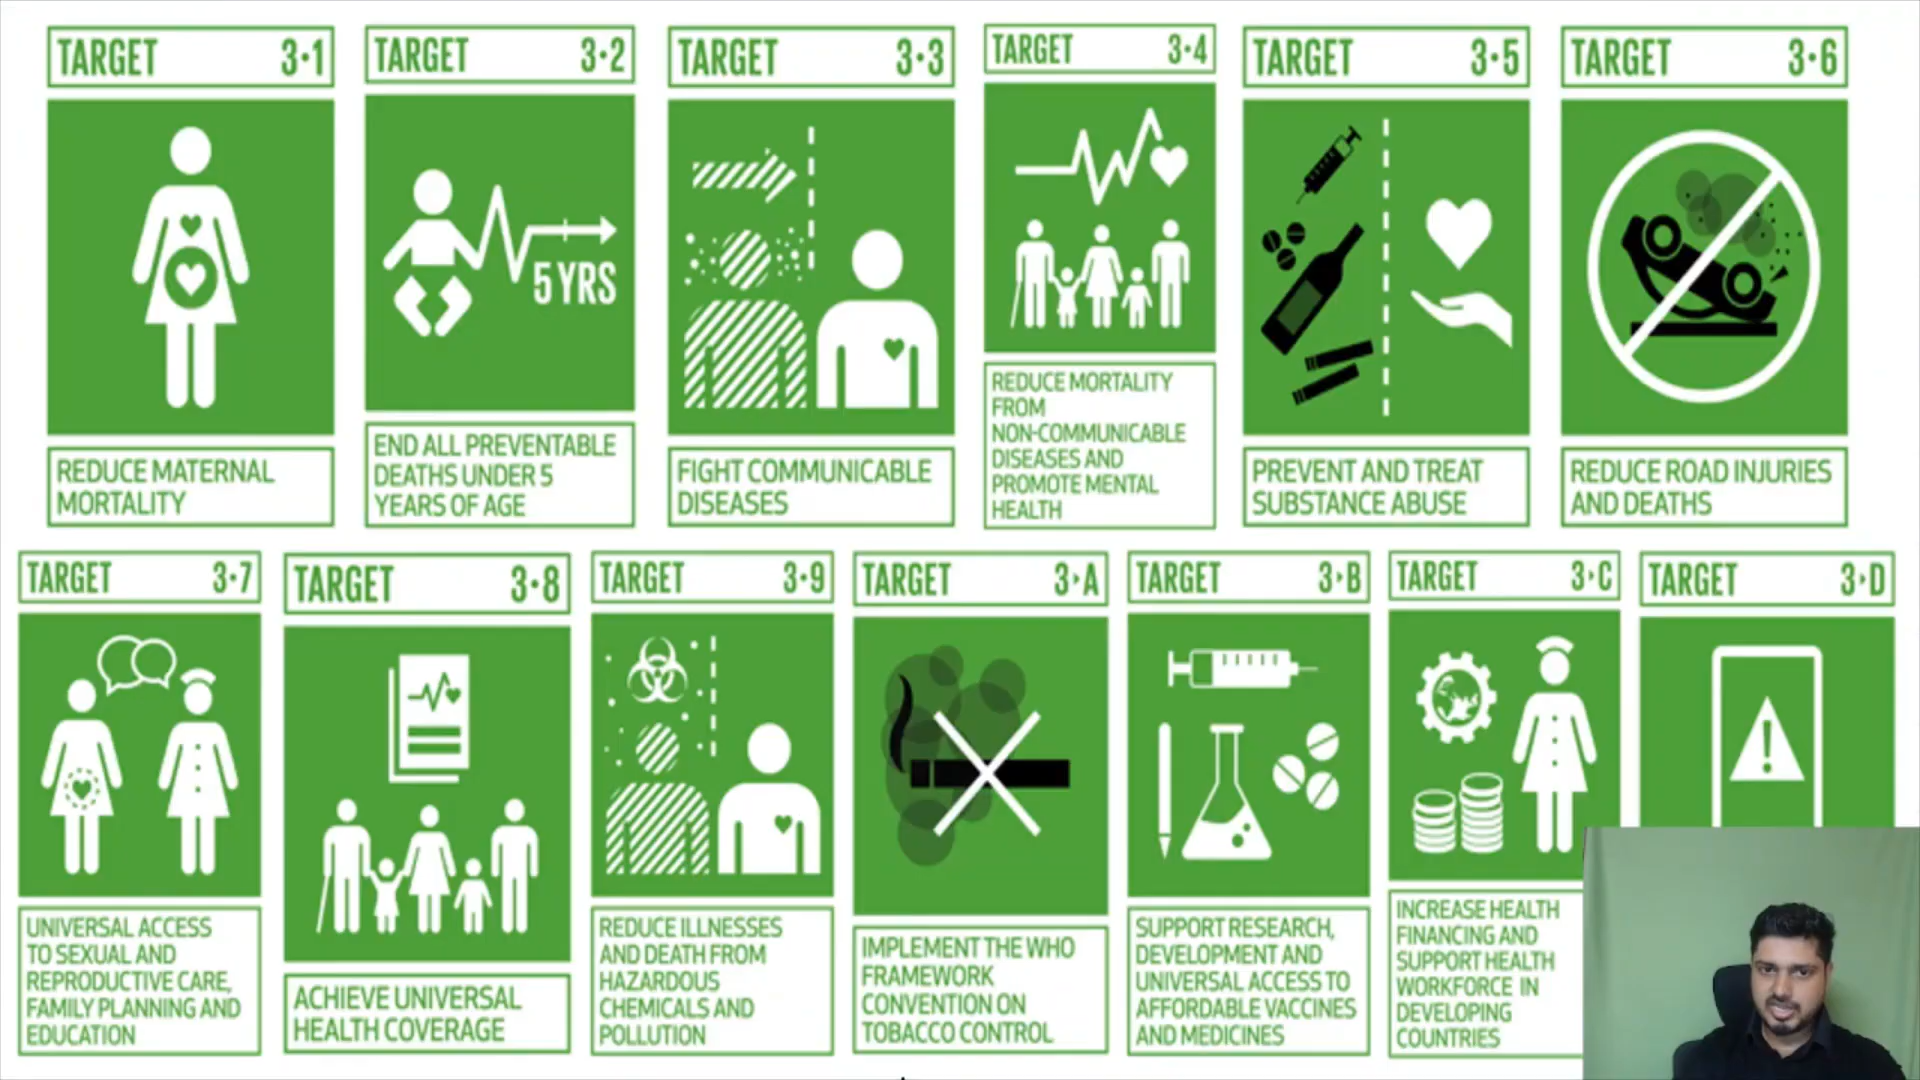 TARGET 3·1
TARGET 3·2
TARGET 3·3
TARGET 3·4
TARGET 3·5
TARGET 3·6
5 YRS
REDUCE MATERNAL
MORTALITY
END ALL PREVENTABLE
DEATHS UNDER 5
YEARS OF AGE
FIGHT COMMUNICABLE
DISEASES
REDUCE MORTALITY
FROM
NON-COMMUNICABLE
DISEASES AND
PROMOTE MENTAL
HEALTH
PREVENT AND TREAT
SUBSTANCE ABUSE
REDUCE ROAD INJURIES
AND DEATHS
TARGET 3·7
TARGET 3·8
TARGET 3·9
TARGET 3·A
TARGET 3·B
TARGET 3·C
TARGET 3·D
UNIVERSAL ACCESS
TO SEXUAL AND
REPRODUCTIVE CARE,
FAMILY PLANNING AND
EDUCATION
ACHIEVE UNIVERSAL
HEALTH COVERAGE
REDUCE ILLNESSES
AND DEATH FROM
HAZARDOUS
CHEMICALS AND
POLLUTION
IMPLEMENT THE WHO
FRAMEWORK
CONVENTION ON
TOBACCO CONTROL
SUPPORT RESEARCH,
DEVELOPMENT AND
UNIVERSAL ACCESS TO
AFFORDABLE VACCINES
AND MEDICINES
INCREASE HEALTH
FINANCING AND
SUPPORT HEALTH
WORKFORCE IN
DEVELOPING
COUNTRIES